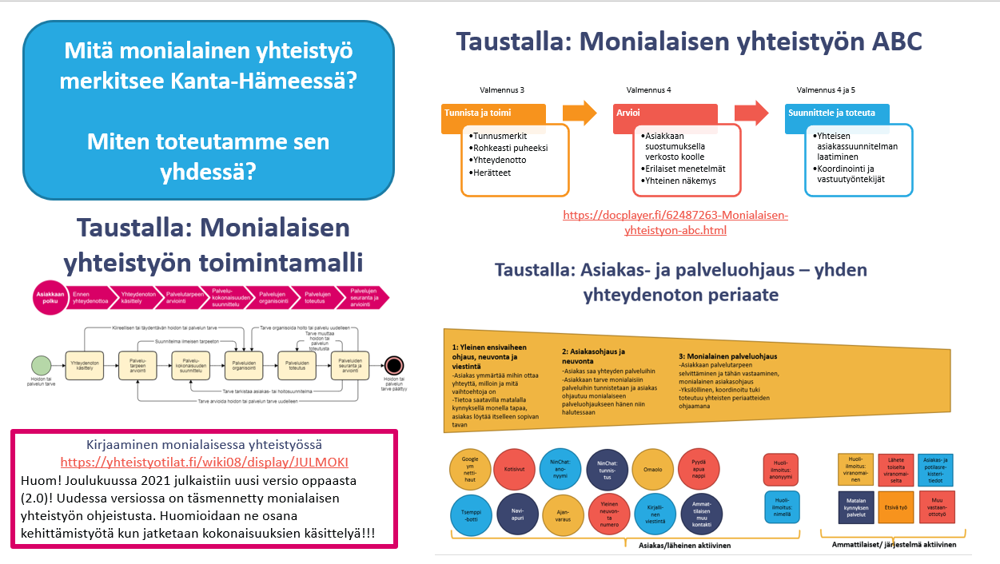 Mitä monialainen yhteistyö
merkitsee Kanta-Hämeessä?
Miten toteutamme sen
yhdessä?
Taustalla: Monialaisen
yhteistyön toimintamalli
Asiakkaan
polku
Ennen
yhteydenottoa
Yhteydenoton
käsittely
Palvelutarpeen
arviointi
Palvelu-
kokonaisuuden
suunnittelu
Palvelujen
organisointi
Palvelujen
toteutus
Palvelujen
seuranta ja
arviointi
Kiireellisen tai täydentävän hoidon tai palvelun tarve
Tarve organisoida hoito tai palvelu uudelleen
Suunnitelma ilmeisen tarpeeton
Tarve muuttaa
hoidon tai
palvelun
toteutusta
Hoidon tai
palvelun tarve
Yhteydenoton
käsittely
Palvelu-
tarpeen
arviointi
Palvelu-
kokonaisuuden
suunnittelu
Palveluiden
organisointi
Palveluiden
toteutus
Palveluiden
seuranta ja
arviointi
Hoidon tai
palvelun
tarve päättyy
Tarve tarkistaa asiakas- tai hoitosuunnitelma
Tarve arvioida hoidon tai palvelun tarve uudelleen
Kirjaaminen monialaisessa yhteistyössä
https://yhteistyotilat.fi/wiki08/display/JULMOKI
Huom! Joulukuussa 2021 julkaistiin uusi versio oppaasta
(2.0)! Uudessa versiossa on täsmennetty monialaisen
yhteistyön ohjeistusta. Huomioidaan ne osana
kehittämistyötä kun jatketaan kokonaisuuksien käsittelyä!!!
Taustalla: Monialaisen yhteistyön ABC
Valmennus 3
Valmennus 4
Valmennus 4 ja 5
Tunnista ja toimi
•Tunnusmerkit
•Rohkeasti puheeksi
•Yhteydenotto
•Herätteet
Arvioi
•Asiakkaan
suostumuksella
verkosto koolle
•Erilaiset menetelmät
•Yhteinen näkemys
Suunnittele ja toteuta
•Yhteisen
asiakassuunnitelman
laatiminen
•Koordinointi ja
vastuutyöntekijät
https://docplayer.fi/62487263-Monialaisen-
yhteistyon-abc.html
Taustalla: Asiakas- ja palveluohjaus – yhden
yhteydenoton periaate
1: Yleinen ensivaiheen
ohjaus, neuvonta ja
viestintä
-Asiakas ymmärtää mihin ottaa
yhteyttä, milloin ja mitä
vaihtoehtoja on
-Tietoa saatavilla matalalla
kynnyksellä monella tapaa,
asiakas löytää itselleen sopivan
tavan
2: Asiakasohjaus ja
neuvonta
-Asiakas saa yhteyden palveluihin
-Asiakkaan tarve monialaisiin
palveluihin tunnistetaan ja asiakas
ohjautuu monialaiseen
palveluohjaukseen hänen niin
halutessaan
3: Monialainen palveluohjaus
-Asiakkaan palvelutarpeen
selvittäminen ja tähän vastaaminen,
monialainen asiakasohjaus
-Yksilöllinen, koordinoitu tuki
toteutuu yhteisten periaatteiden
ohjaamana
Google
ym
netti-
haut
Kotisivut
NinChat:
ano-
nyymi
NinChat:
tunnis-
tus
Omaolo
Pyydä
apua
nappi
Huoli-
ilmoitus:
anonyymi
Huoli-
ilmoitus:
viranomai-
nen
Lähete
toiselta
viranomai-
selta
Asiakas- ja
potilasre-
kisteri-
tiedot
Tsemppi
-botti
Navi-
apuri
Ajan-
varaus
Yleinen
neuvon-
ta
numero
Kirjalli-
nen
viestintä
Ammat-
tilaisen
muu
kontakti
Huoli-
ilmoitus:
nimellä
Matalan
kynnyksen
palvelut
Etsivä työ
Muu
vastaan-
ottotyö
Asiakas/läheinen aktiivinen
Ammattilaiset/ järjestelmä aktiivinen